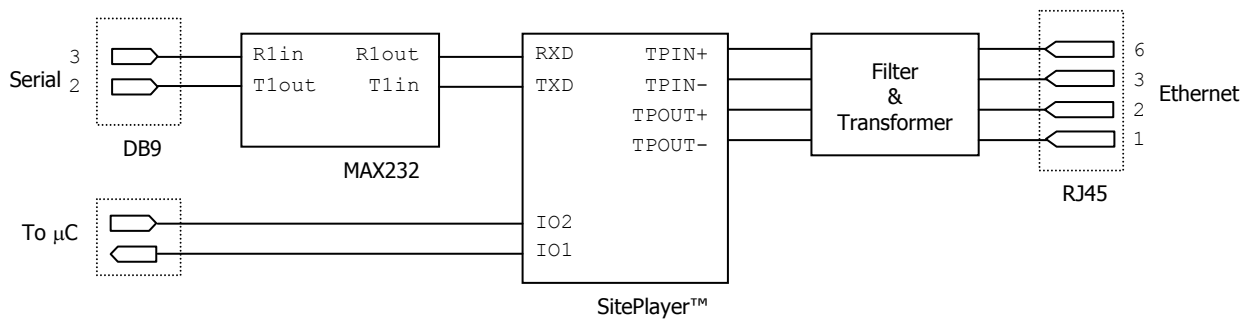 Serial
3
2
DB9
R1in R1out
T1out T1in
MAX232
To μC
RXD TPIN+
TXD TPIN-
TPOUT+
TPOUT-
IO2
IO1
SitePlayer™
Filter
&
Transformer
6
3
2
1
Ethernet
RJ45